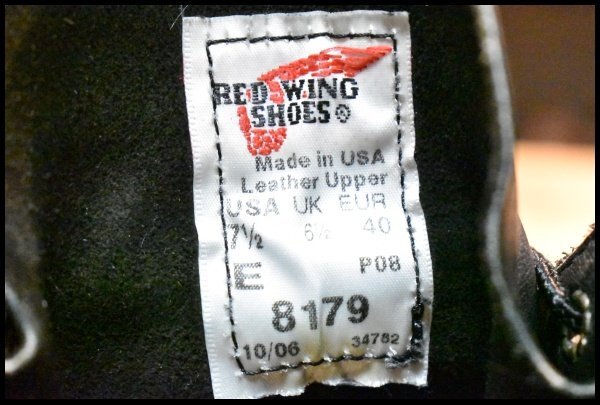 RED WING
SHOES ®
Made in USA
Leather Upper
USA UK EUR
7½ 6½ 40
E P08
8179
10/06 34782